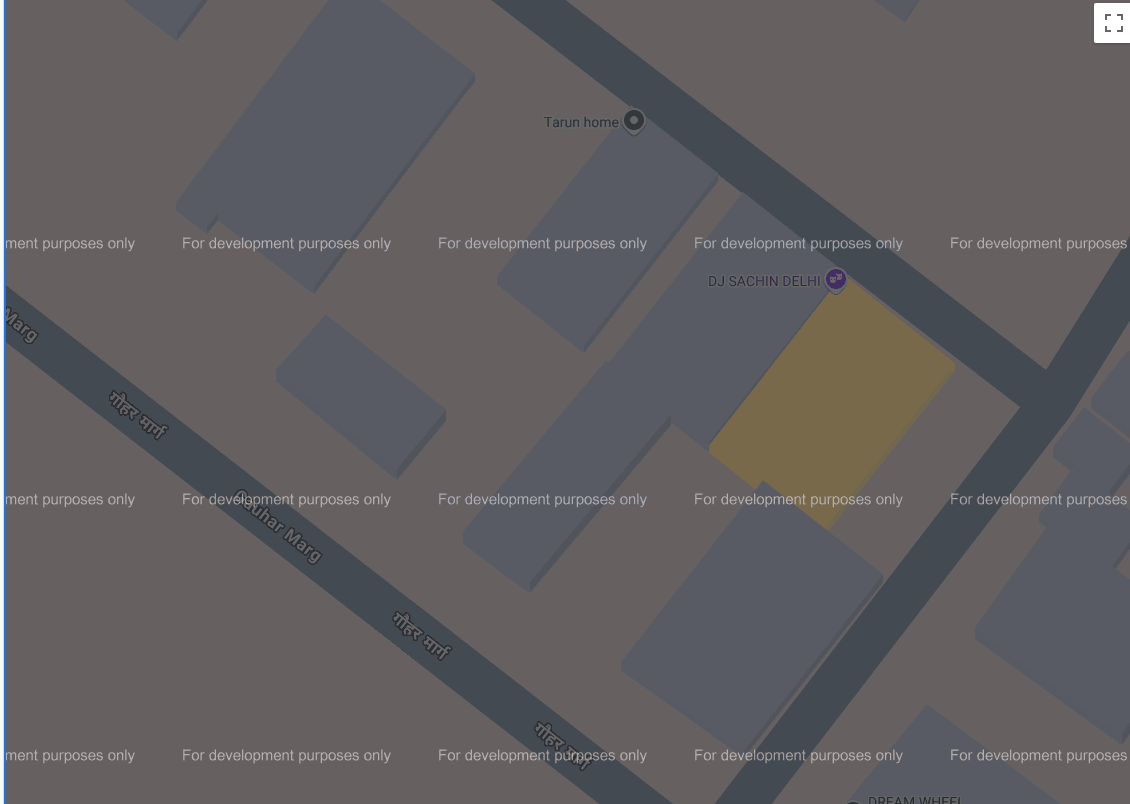 Tarun home
ment purposes only
For development purposes only
For development purposes only
For development purposes only
For development purposes
DJ SACHIN DELHI
Marg
गौहर मार्ग
ment purposes only
For development purposes only
For development purposes only
For development purposes only
For development purposes
Gauhar Marg
गौहर मार्ग
गौहर मार्ग
ment purposes only
For development purposes only
For development purposes only
For development purposes only
For development purposes
DREAM WHEEL